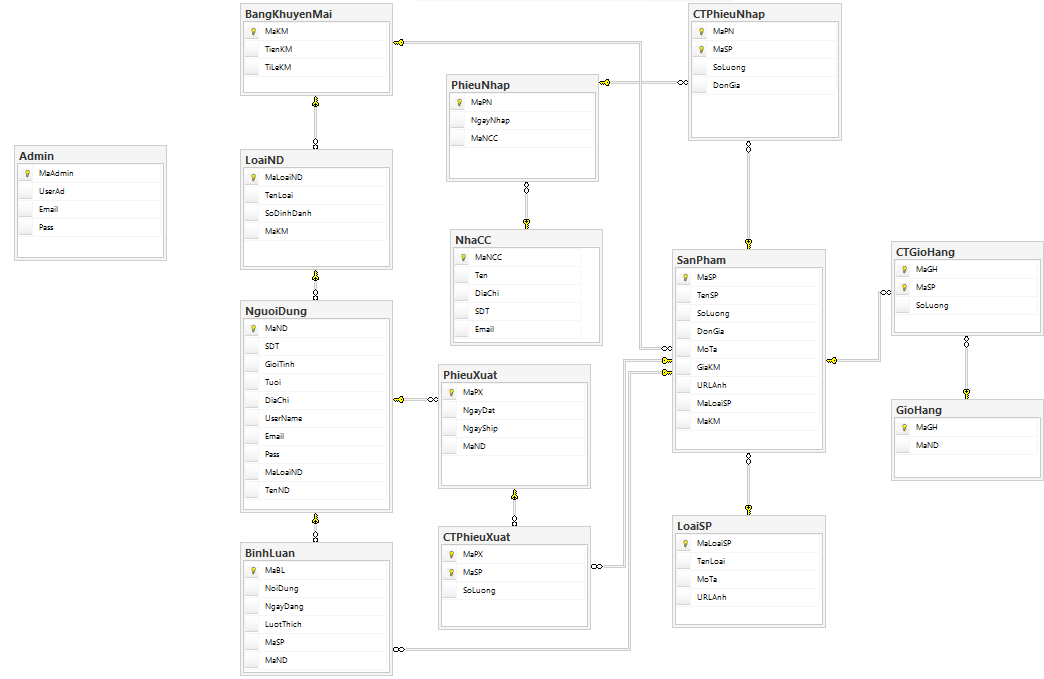 BangKhuyenMai
MaKM
TienKM
TiLeKM
CTPhieuNhap
MaPN
MaSP
SoLuong
DonGia
PhieuNhap
MaPN
NgayNhap
MaNCC
Admin
MaAdmin
UserAd
Email
Pass
LoaiND
MaLoaiND
TenLoai
SoDinhDanh
MaKM
NhaCC
MaNCC
Ten
DiaChi
SDT
Email
SanPham
MaSP
TenSP
SoLuong
DonGia
MoTa
GiaKM
URLAnh
MaLoaiSP
MaKM
CTGioHang
MaGH
MaSP
SoLuong
NguoiDung
MaND
SDT
GioiTinh
Tuoi
DiaChi
UserName
Email
Pass
MaLoaiND
TenND
PhieuXuat
MaPX
NgayDat
NgayShip
MaND
GioHang
MaGH
MaND
CTPhieuXuat
MaPX
MaSP
SoLuong
LoaiSP
MaLoaiSP
TenLoai
MoTa
URLAnh
BinhLuan
MaBL
NoiDung
NgayDang
LuotThich
MaSP
MaND